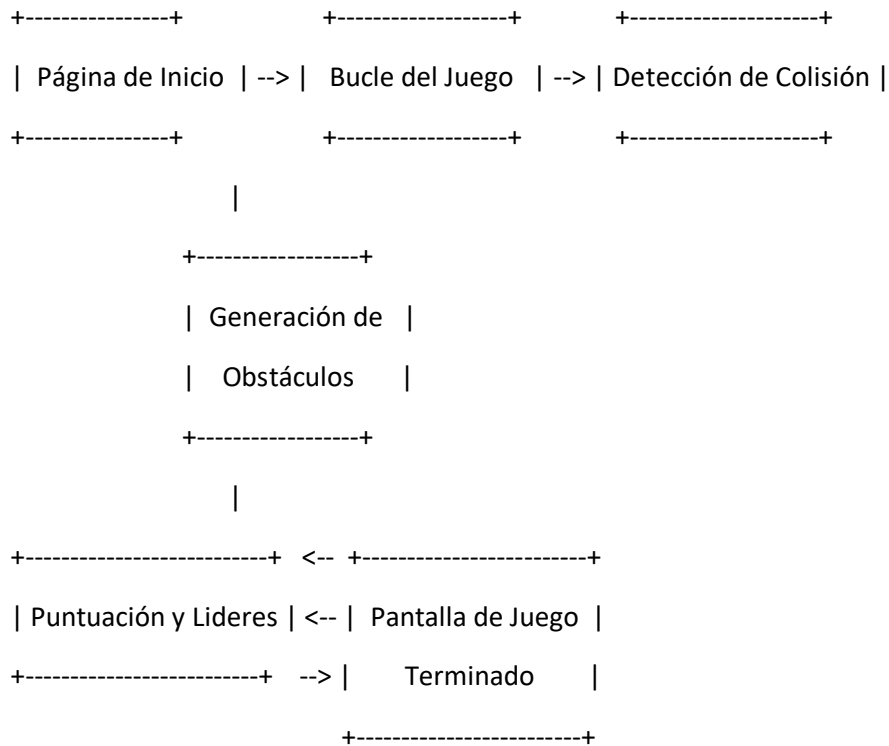 +----------------+ +-------------------+ +---------------------+
| Página de Inicio | --> | Bucle del Juego | --> | Detección de Colisión |
+----------------+ +-------------------+ +---------------------+
|
+------------------+
| Generación de |
| Obstáculos |
+------------------+
|
+---------------------------+ <-- +-------------------------+
| Puntuación y Lideres | <-- | Pantalla de Juego |
+--------------------------+ --> | Terminado |
+-------------------------+